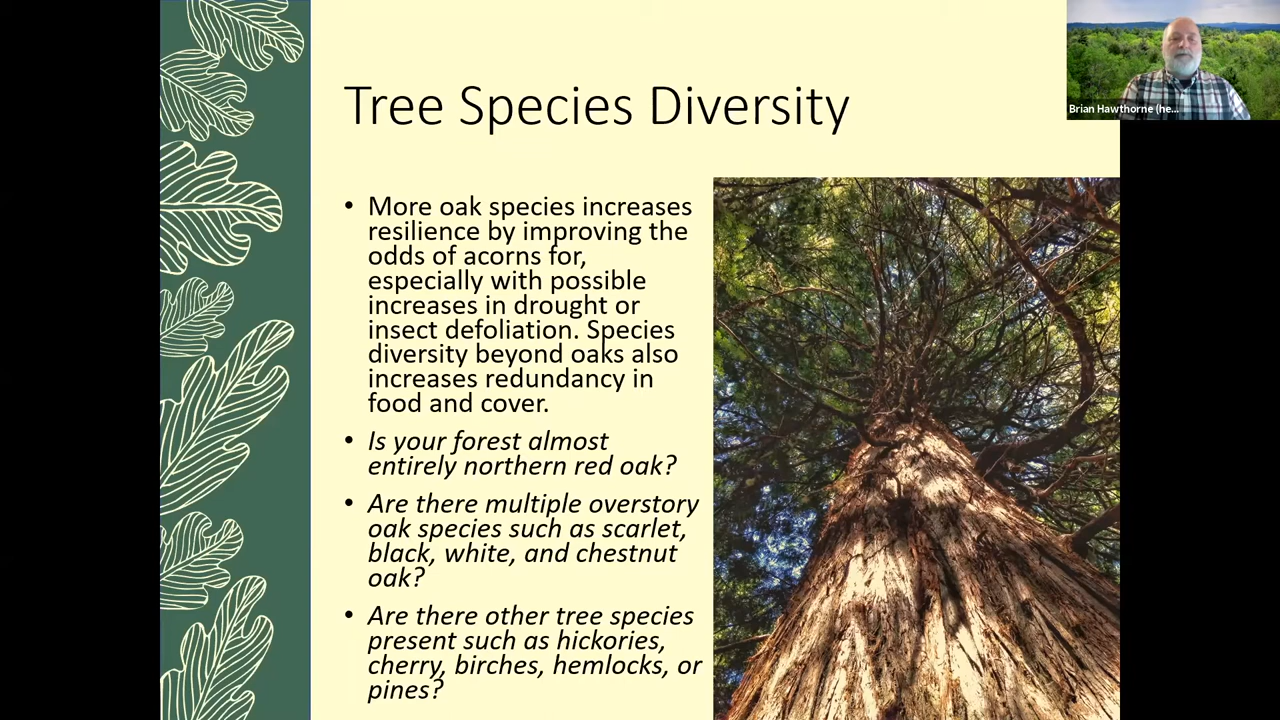 Tree Species Diversity
Brian Hawthorne (he...
• More oak species increases
resilience by improving the
odds of acorns for,
especially with possible
increases in drought or
insect defoliation. Species
diversity beyond oaks also
increases redundancy in
food and cover.
• Is your forest almost
entirely northern red oak?
• Are there multiple overstory
oak species such as scarlet,
black, white, and chestnut
oak?
• Are there other tree species
present such as hickories,
cherry, birches, hemlocks, or
pines?